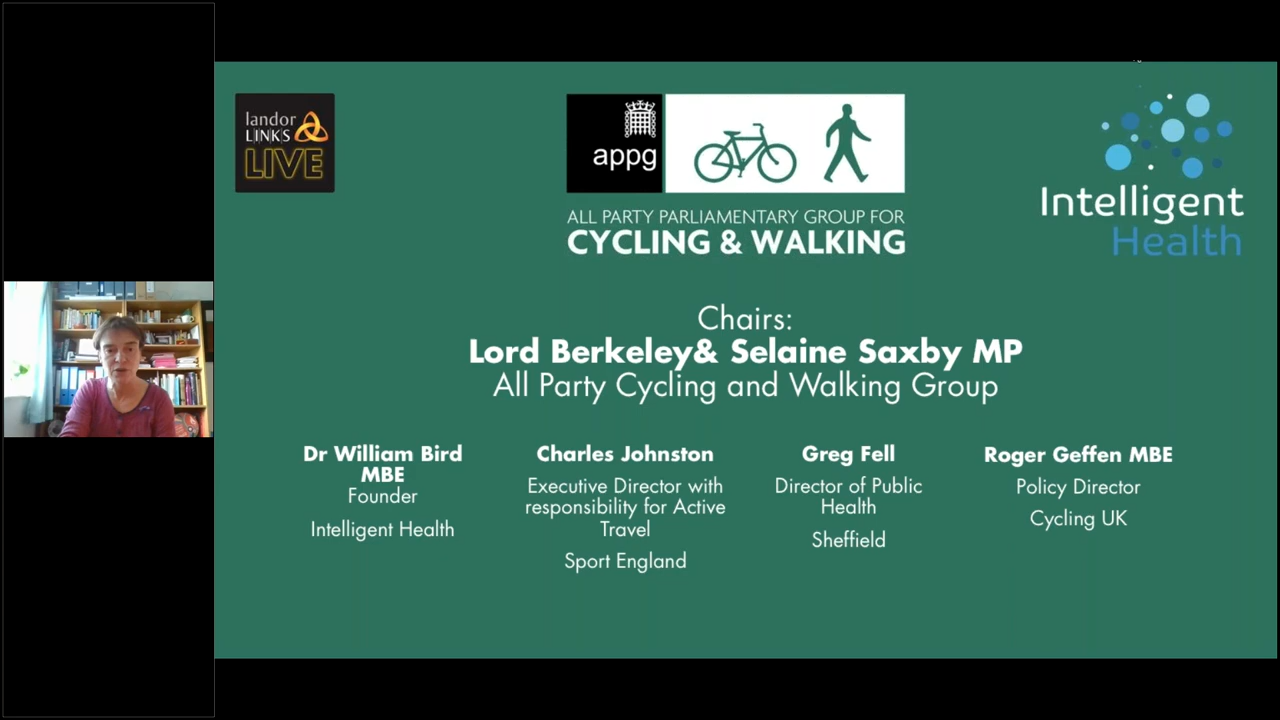 landor
LINKS
LIVE
appg
ALL PARTY PARLIAMENTARY GROUP FOR
CYCLING & WALKING
Intelligent
Health
Chairs:
Lord Berkeley& Selaine Saxby MP
All Party Cycling and Walking Group
Dr William Bird
MBE
Founder
Intelligent Health
Charles Johnston
Executive Director with
responsibility for Active
Travel
Sport England
Greg Fell
Director of Public
Health
Sheffield
Roger Geffen MBE
Policy Director
Cycling UK